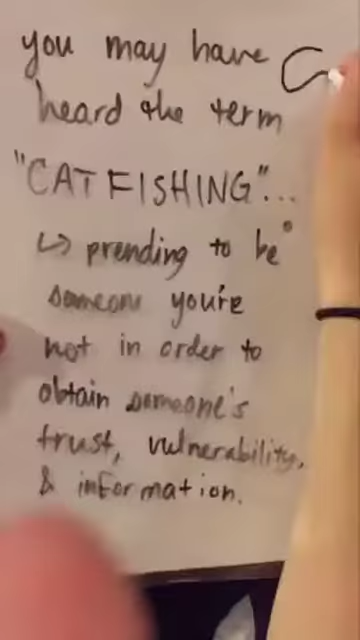 you may have
heard the term
"CATFISHING"...
↳ prending to be
someone you're
not in order to
obtain someone's
trust, vulnerability,
& information.